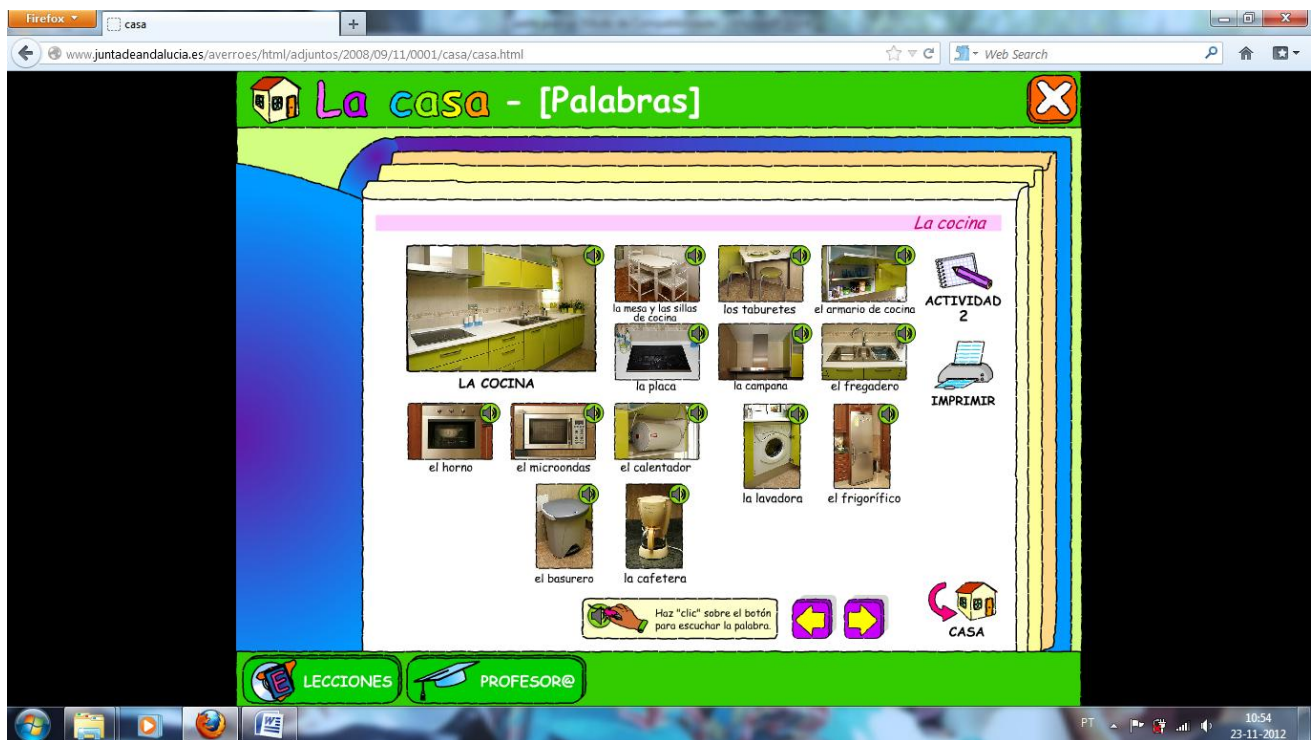 Firefox
casa
www.juntadeandalucia.es/averroes/html/adjuntos/2008/09/11/0001/casa/casa.html
Web Search
La casa - [Palabras]
La cocina
LA COCINA
la mesa y las sillas
de cocina
los taburetes
el armario de cocina
ACTIVIDAD
2
la placa
la campana
el fregadero
IMPRIMIR
el horno
el microondas
el calentador
la lavadora
el frigorífico
el basurero
la cafetera
Haz "clic" sobre el botón
para escuchar la palabra.
CASA
LECCIONES
PROFESOR@
PT
10:54
23-11-2012